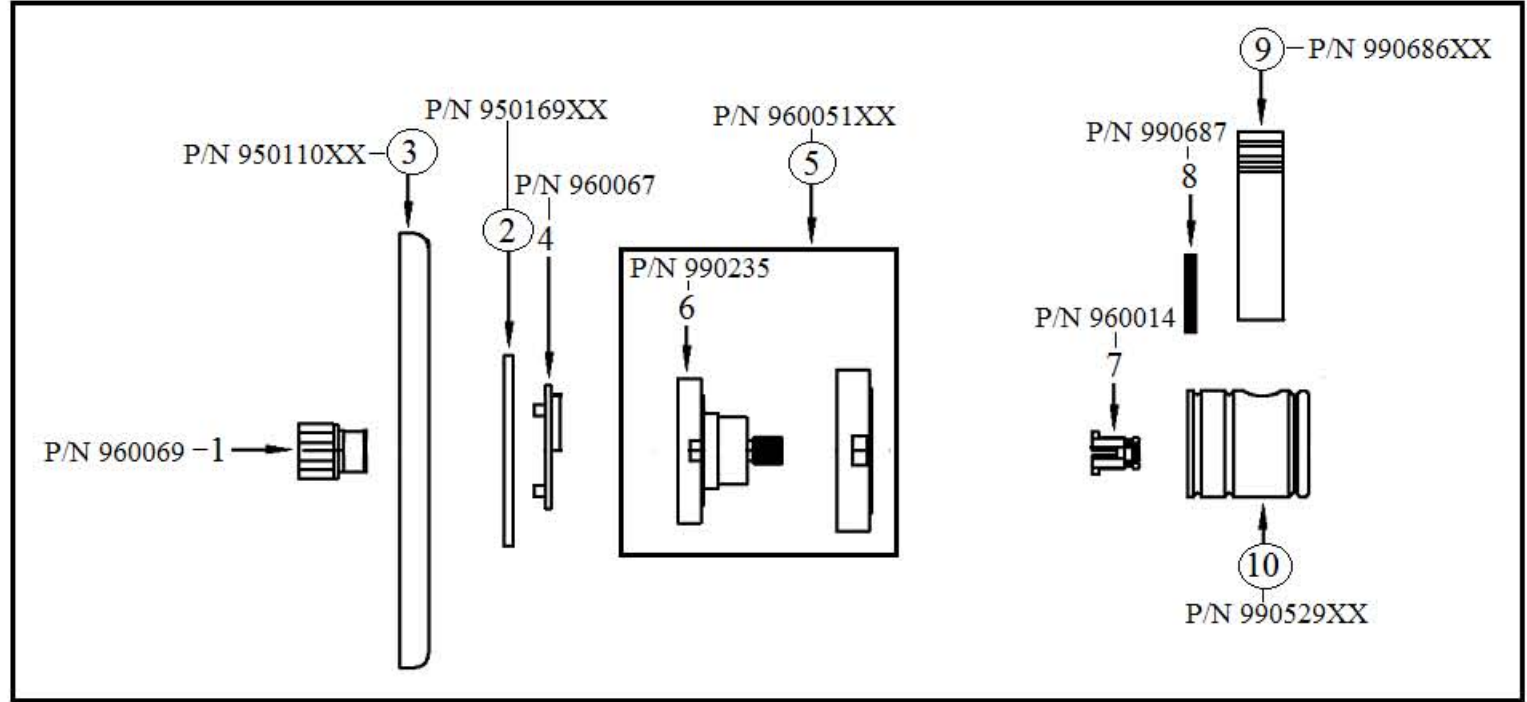 9 — P/N 990686XX
P/N 950169XX
P/N 960051XX
P/N 990687
P/N 950110XX — 3
5
8
P/N 960067
2
4
P/N 990235
6
P/N 960014
7
P/N 960069 — 1
10
P/N 990529XX